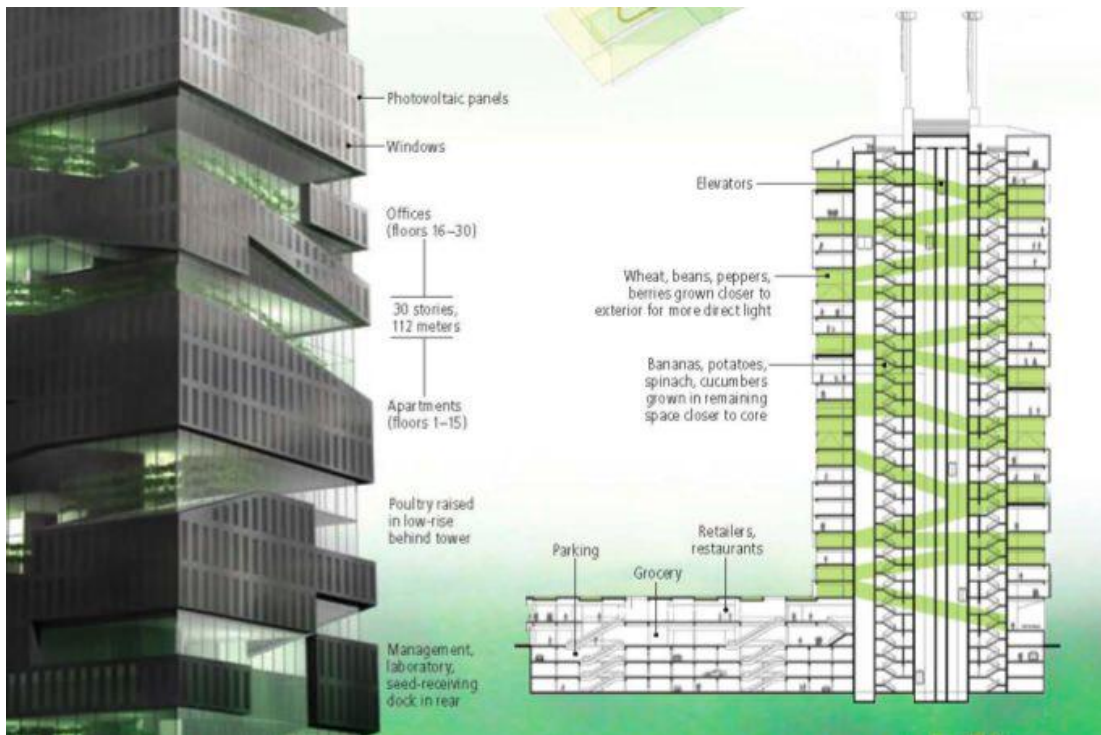 Photovoltaic panels
Windows
Offices
(floors 16–30)
30 stories,
112 meters
Apartments
(floors 1–15)
Poultry raised
in low-rise
behind tower
Management,
laboratory,
seed-receiving
dock in rear
Elevators
Wheat, beans, peppers,
berries grown closer to
exterior for more direct light
Bananas, potatoes,
spinach, cucumbers
grown in remaining
space closer to core
Retailers,
restaurants
Parking
Grocery